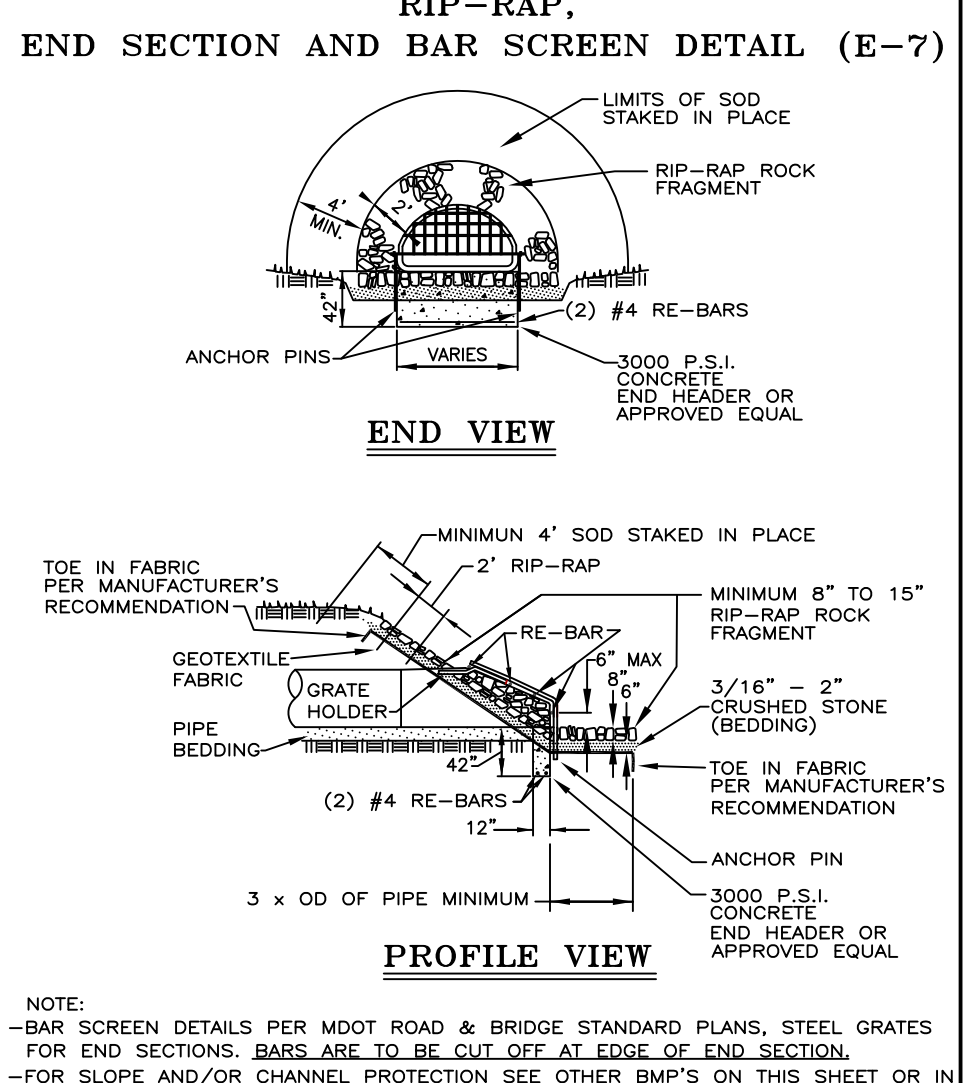 RIP-RAP,
END SECTION AND BAR SCREEN DETAIL (E-7)
LIMITS OF SOD
STAKED IN PLACE
RIP-RAP ROCK
FRAGMENT
4'
MIN.
2'
42"
(2) #4 RE-BARS
ANCHOR PINS
VARIES
3000 P.S.I.
CONCRETE
END HEADER OR
APPROVED EQUAL
END VIEW
MINIMUN 4' SOD STAKED IN PLACE
TOE IN FABRIC
PER MANUFACTURER'S
RECOMMENDATION
2' RIP-RAP
MINIMUM 8" TO 15"
RIP-RAP ROCK
FRAGMENT
RE-BAR
GEOTEXTILE
FABRIC
6" MAX
8"
6"
GRATE
HOLDER
3/16" - 2"
CRUSHED STONE
(BEDDING)
PIPE
BEDDING
42"
TOE IN FABRIC
PER MANUFACTURER'S
RECOMMENDATION
(2) #4 RE-BARS
12"
ANCHOR PIN
3 x OD OF PIPE MINIMUM
3000 P.S.I.
CONCRETE
END HEADER OR
APPROVED EQUAL
PROFILE VIEW
NOTE:
-BAR SCREEN DETAILS PER MDOT ROAD & BRIDGE STANDARD PLANS, STEEL GRATES
FOR END SECTIONS. BARS ARE TO BE CUT OFF AT EDGE OF END SECTION.
-FOR SLOPE AND/OR CHANNEL PROTECTION SEE OTHER BMP'S ON THIS SHEET OR IN